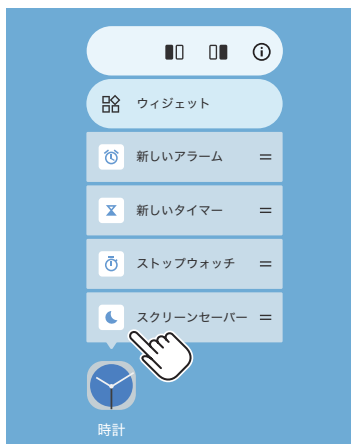 ウィジェット
新しいアラーム
新しいタイマー
ストップウォッチ
スクリーンセーバー
時計